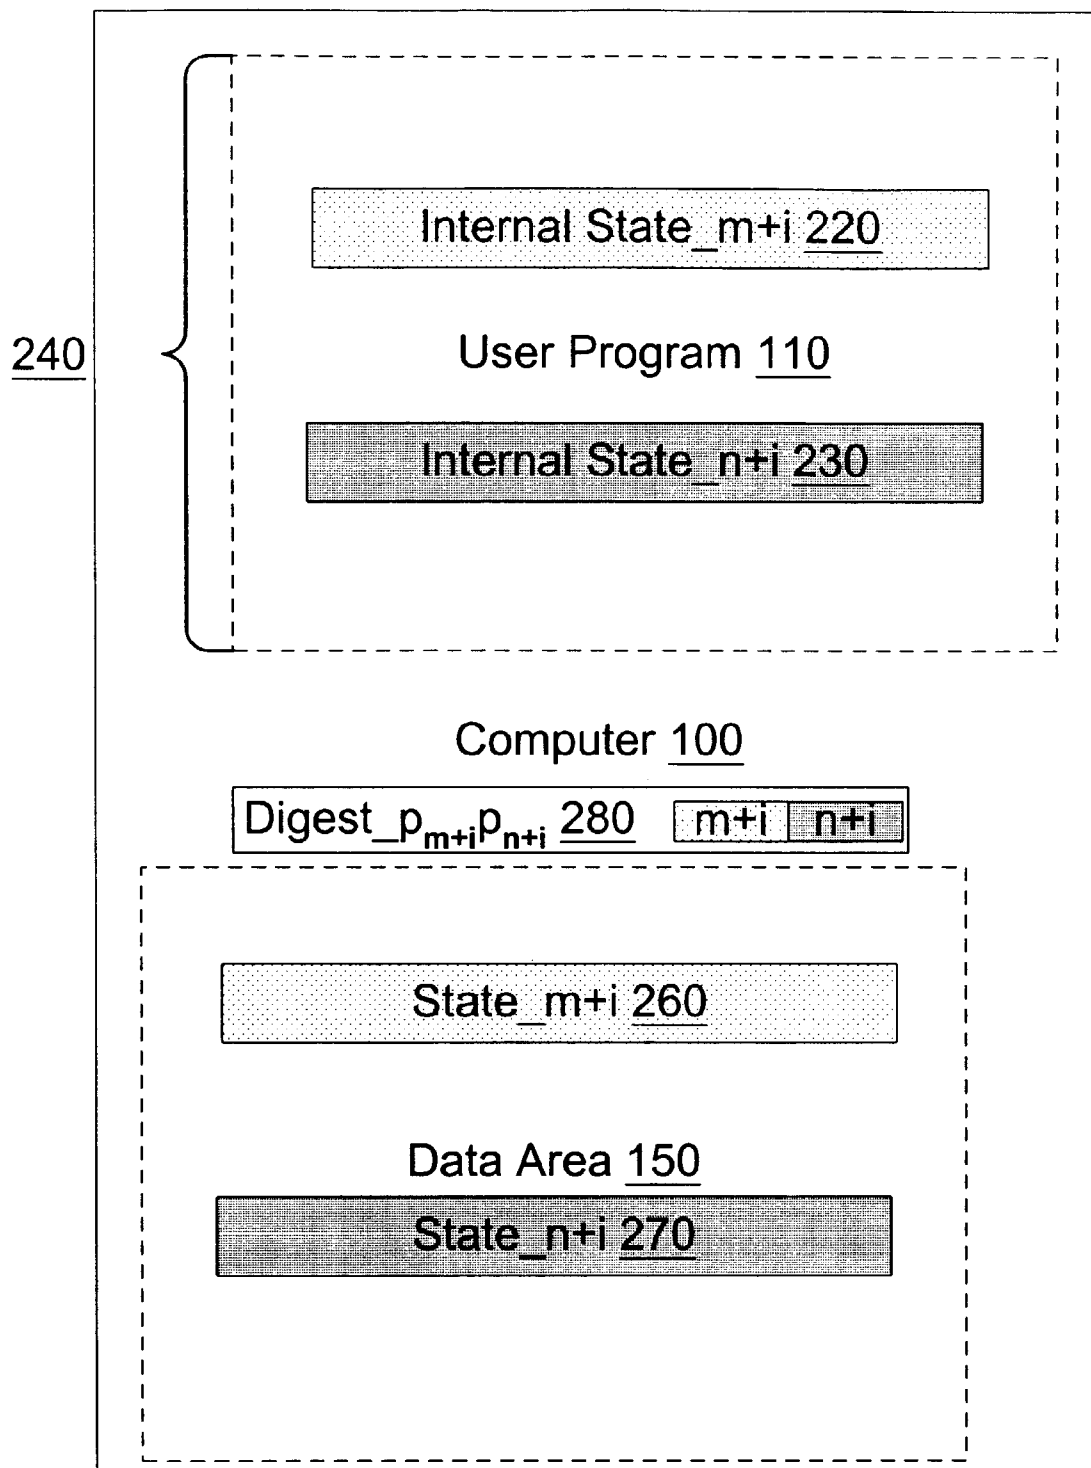 Internal State_m+i 220
240
User Program 110
Internal State_n+i 230
Computer 100
Digest_pm+ipn+i 280 m+i n+i
State_m+i 260
Data Area 150
State_n+i 270